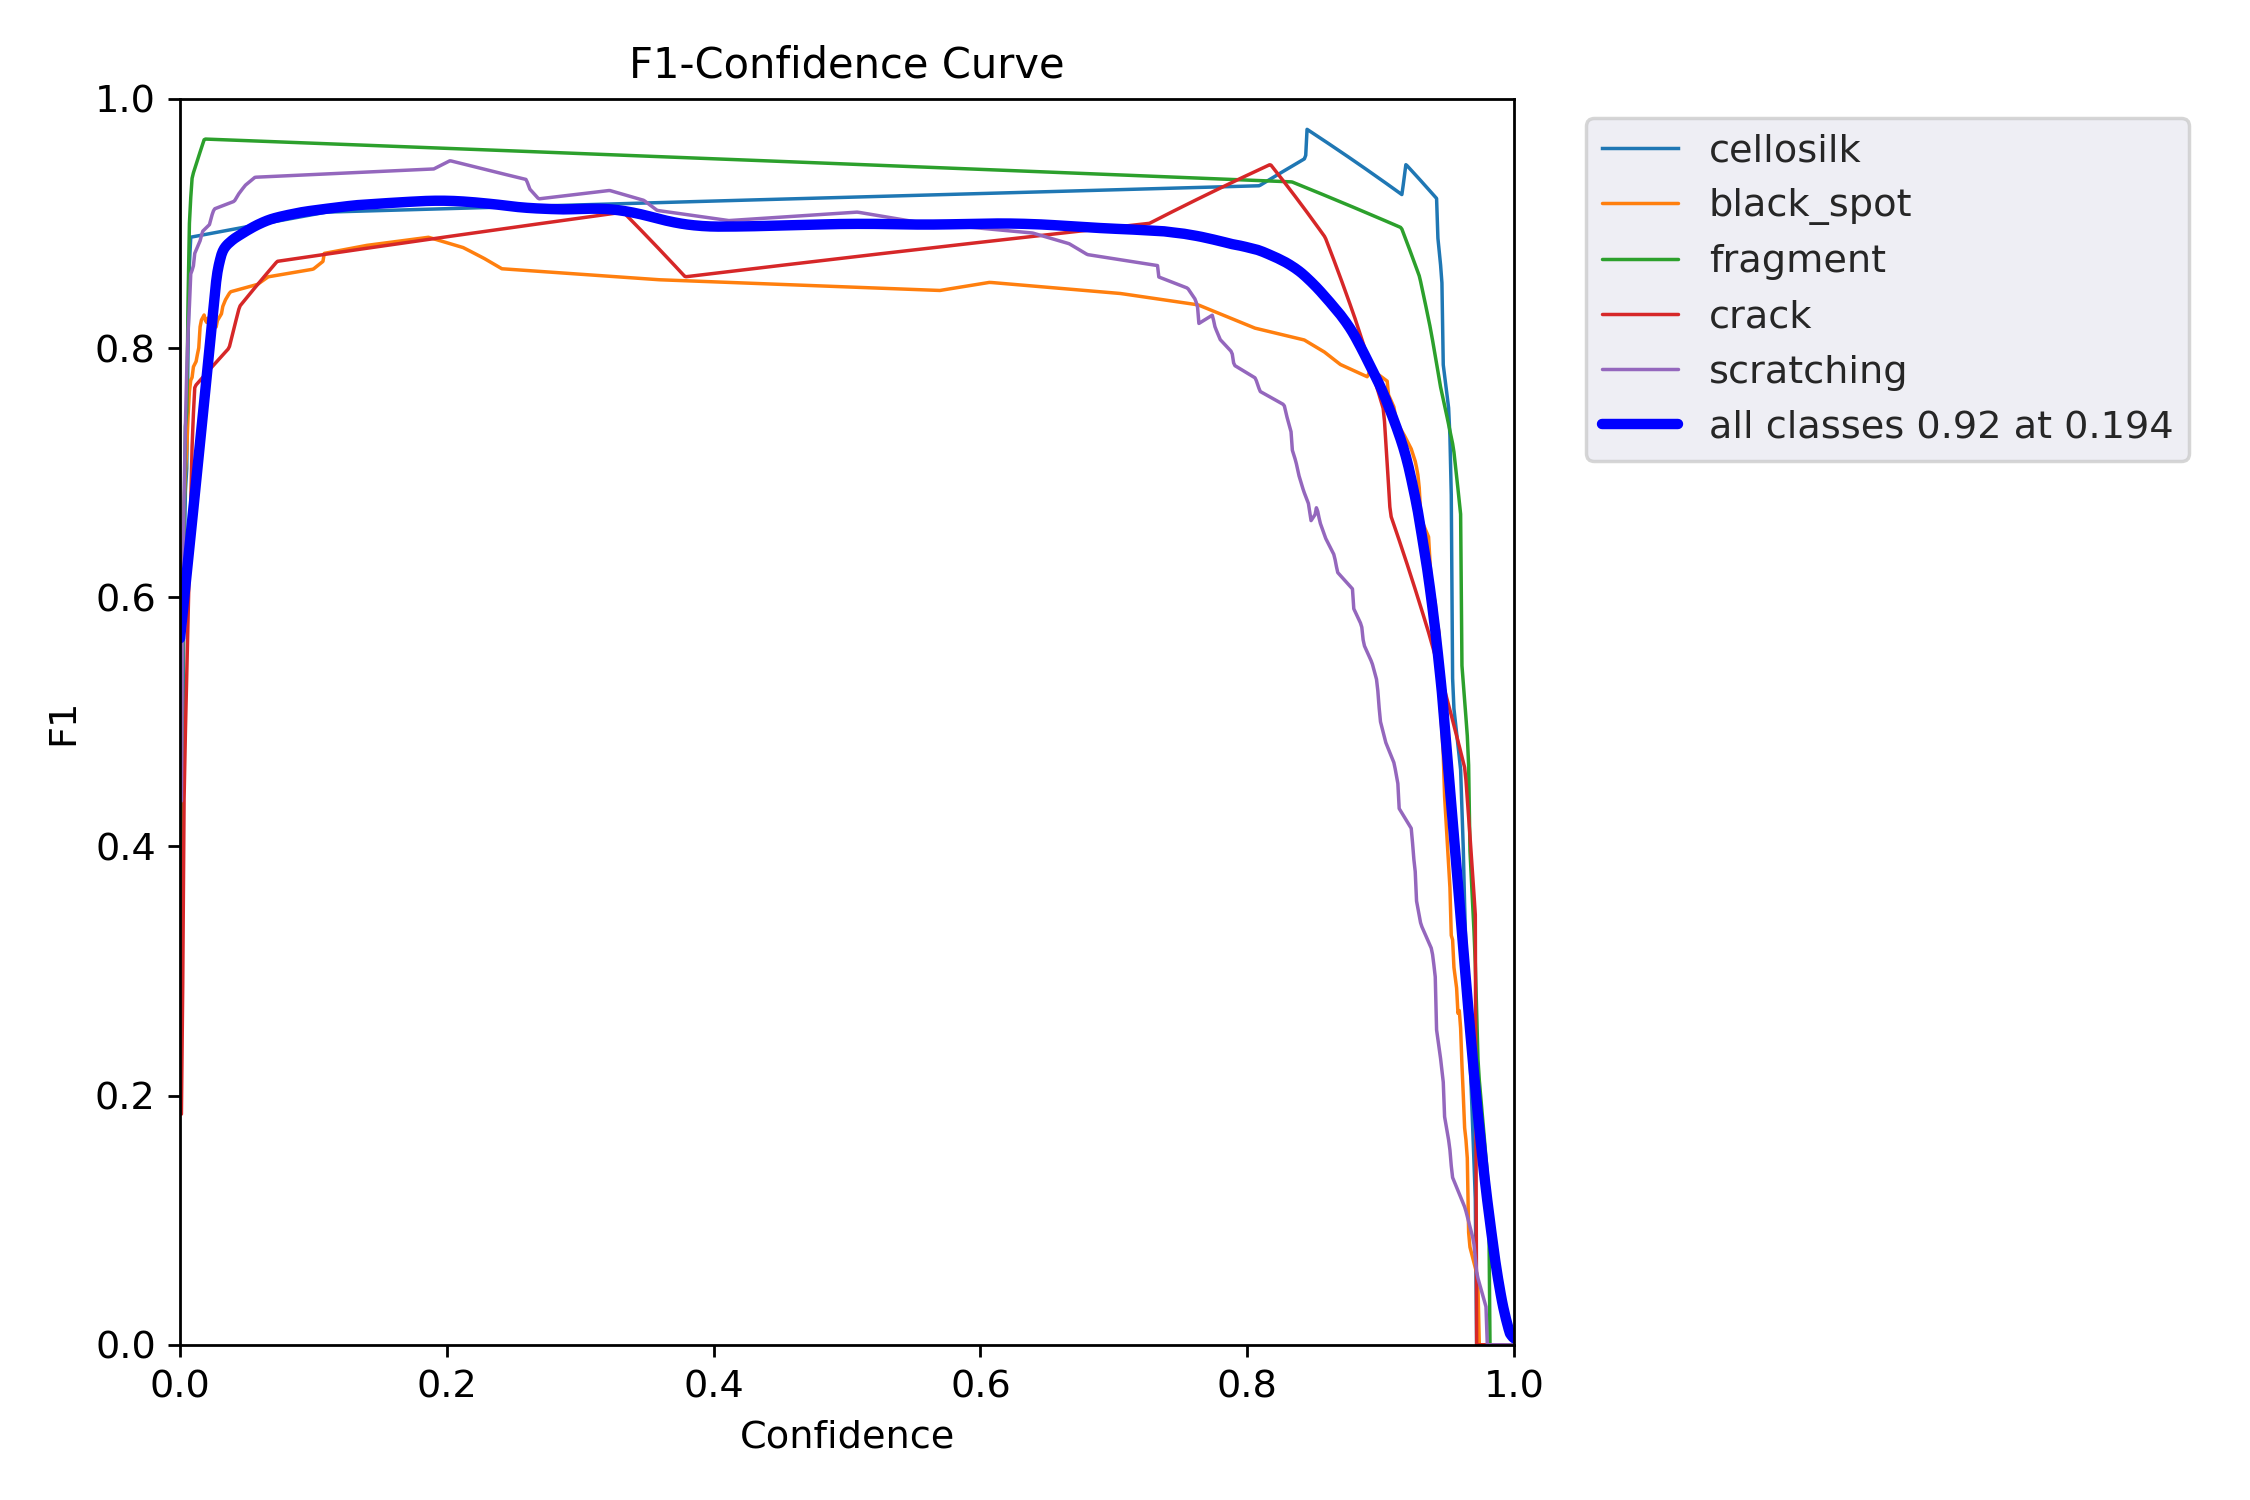 F1-Confidence Curve
1.0
0.8
0.6
0.4
0.2
0.0
F1
0.0 0.2 0.4 0.6 0.8 1.0
Confidence
cellosilk
black_spot
fragment
crack
scratching
all classes 0.92 at 0.194